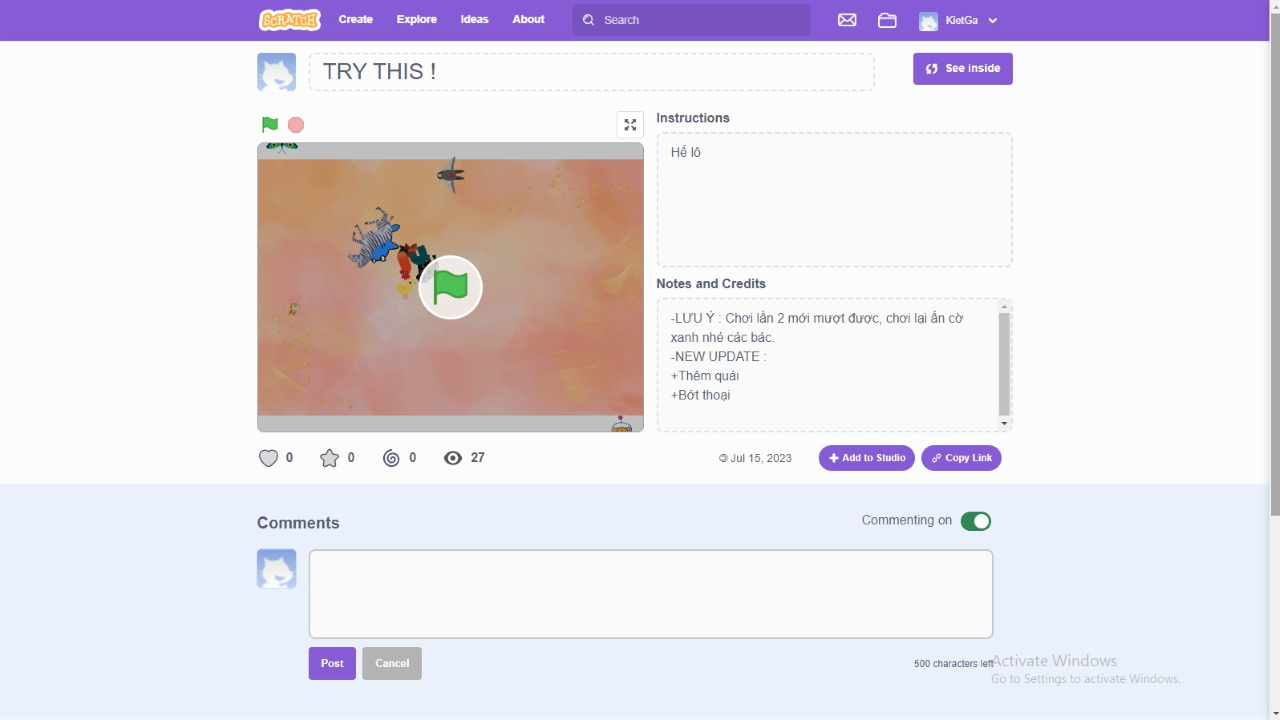 SCRATCH Create Explore Ideas About Search KiotGa
TRY THIS !
See inside
Instructions
Hế lô
Notes and Credits
-LƯU Ý : Chơi lần 2 mới mượt được, chơi lại ấn cờ
xanh nhé các bác.
-NEW UPDATE :
+Thêm quái
+Bớt thoại
0 0 0 27
© Jul 15, 2023 Add to Studio Copy Link
Comments
Commenting on
Post Cancel
500 characters left
Activate Windows
Go to Settings to activate Windows.